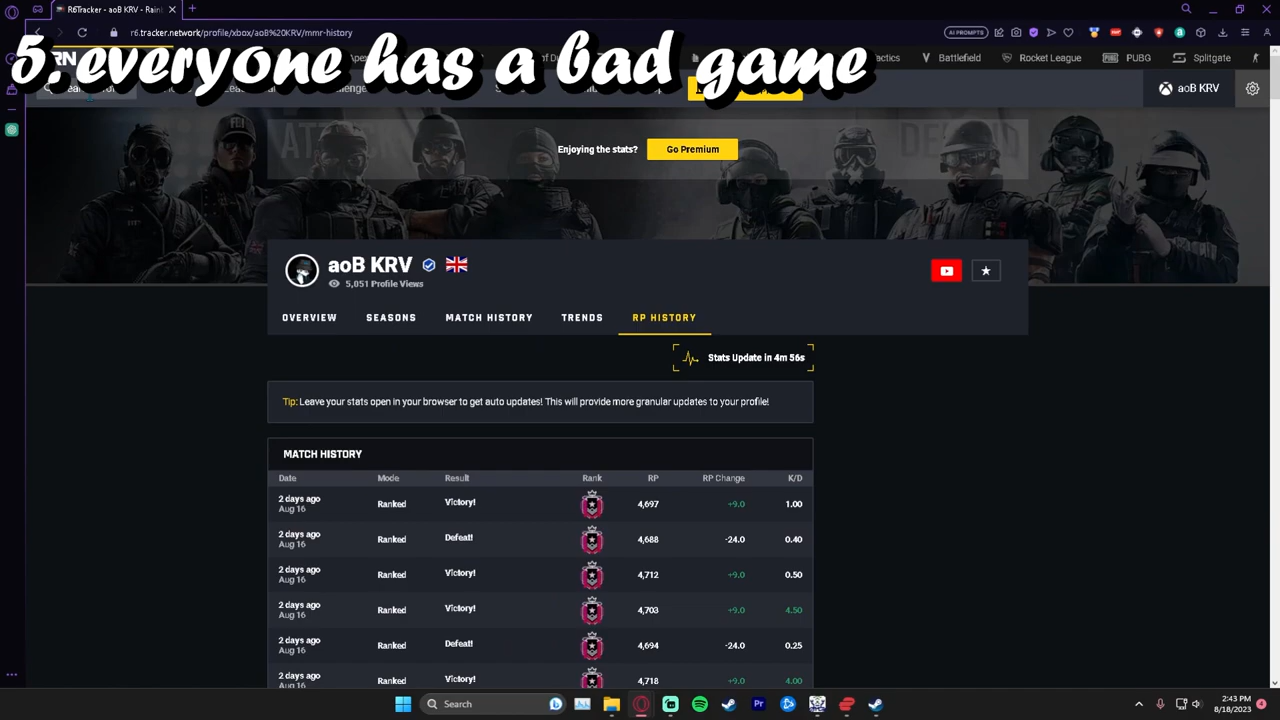 R6Tracker - aoB KRV - Rain
r6.tracker.network/profile/xbox/aoB%20KRV/mmr-history
AI PROMPTS
5. everyone has a bad game
Battlefield
Rocket League
PUBG
Splitgate
aoB KRV
Enjoying the stats?
Go Premium
aoB KRV
5,051 Profile Views
OVERVIEW
SEASONS
MATCH HISTORY
TRENDS
RP HISTORY
Stats Update in 4m 56s
Tip: Leave your stats open in your browser to get auto updates! This will provide more granular updates to your profile!
MATCH HISTORY
Date Mode Result Rank RP RP Change K/D
2 days ago
Aug 16
Ranked Victory! 4,697 +9.0 1.00
2 days ago
Aug 16
Ranked Defeat! 4,688 -24.0 0.40
2 days ago
Aug 16
Ranked Victory! 4,712 +9.0 0.50
2 days ago
Aug 16
Ranked Victory! 4,703 +9.0 4.50
2 days ago
Aug 16
Ranked Defeat! 4,694 -24.0 0.25
2 days ago
Aug 16
Ranked Victory! 4,718 +9.0 4.00
Search
Pr
2:43 PM
8/18/2023